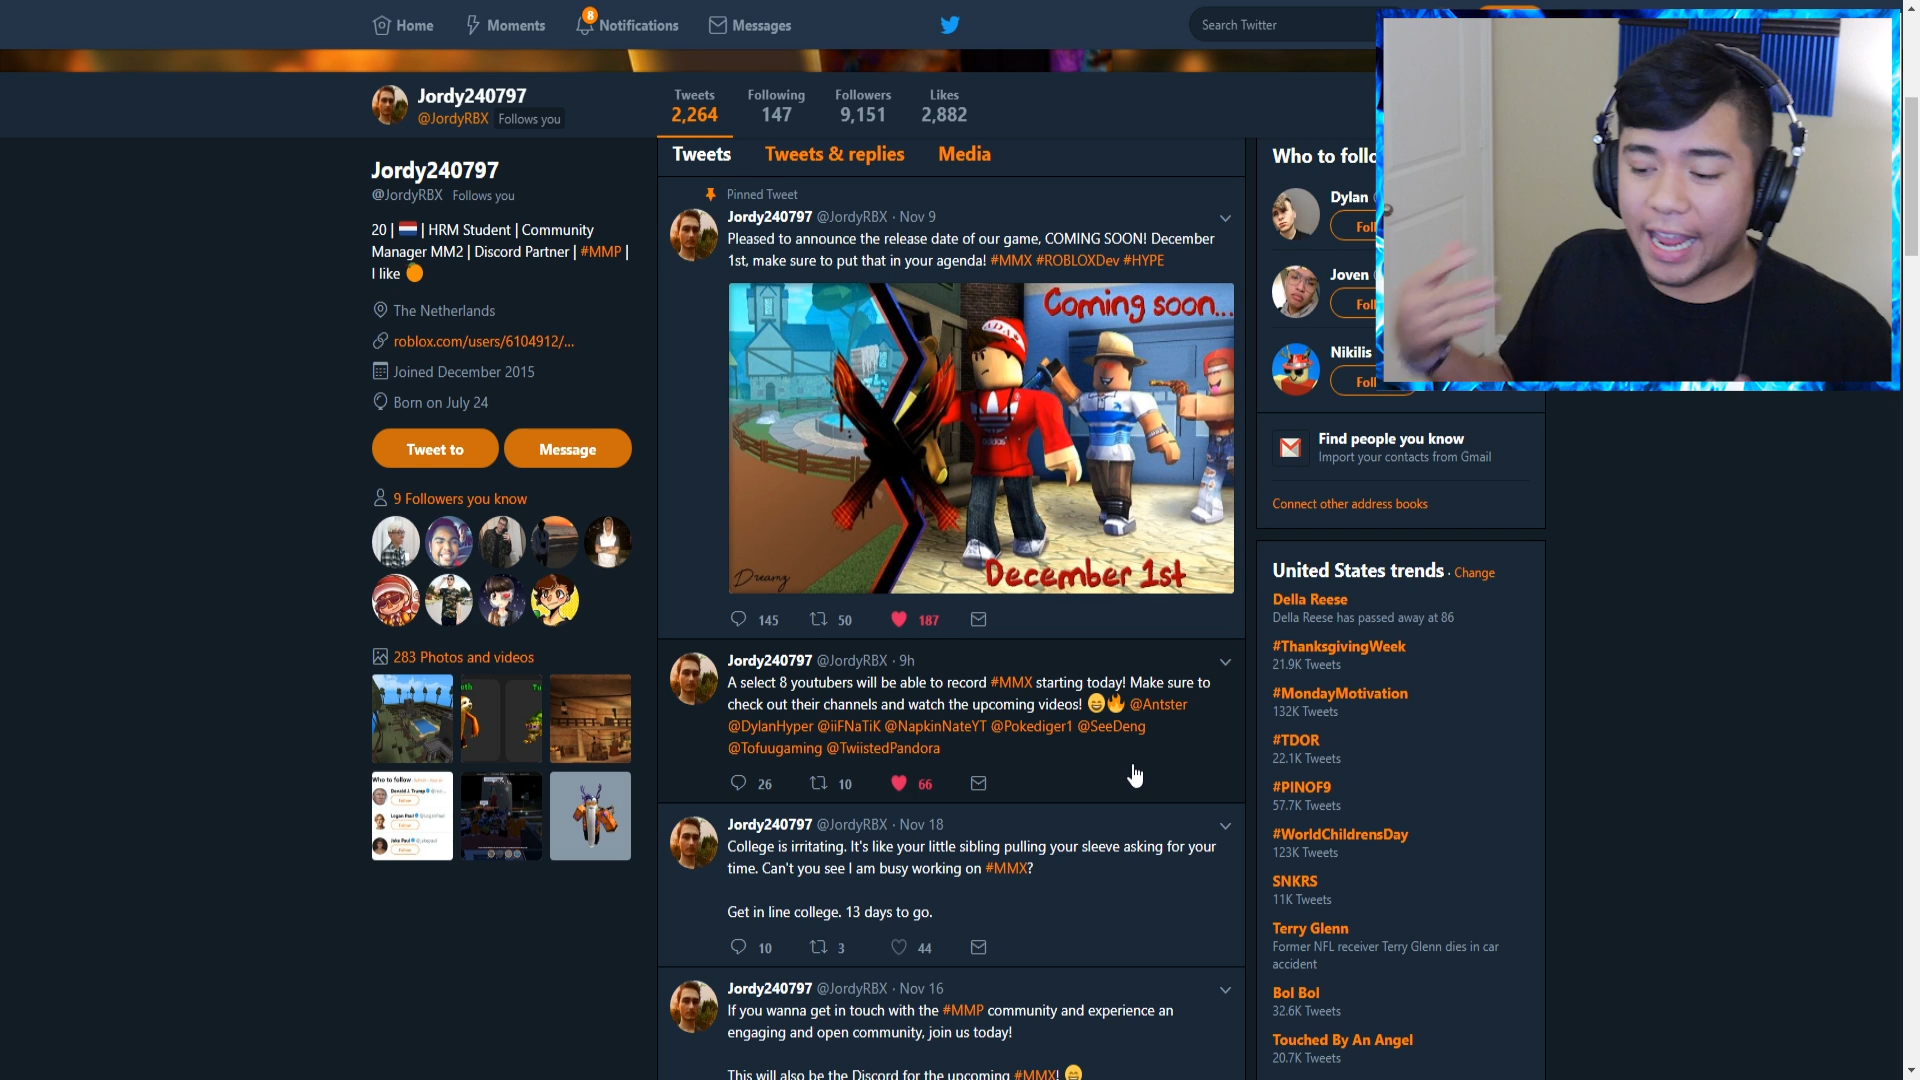 Home
Moments
8
Notifications
Messages
Search Twitter
Jordy240797
@JordyRBX Follows you
Tweets
2,264
Following
147
Followers
9,151
Likes
2,882
Jordy240797
@JordyRBX Follows you
20 | | HRM Student | Community
Manager MM2 | Discord Partner | #MMP |
I like
The Netherlands
roblox.com/users/6104912/...
Joined December 2015
Born on July 24
Tweet to
Message
9 Followers you know
283 Photos and videos
Who to follow
Tweets
Tweets & replies
Media
Pinned Tweet
Jordy240797 @JordyRBX · Nov 9
Pleased to announce the release date of our game, COMING SOON! December
1st, make sure to put that in your agenda! #MMX #ROBLOXDev #HYPE
Coming soon...
adidas
December 1st
Dreamz
145
50
187
Jordy240797 @JordyRBX · 9h
A select 8 youtubers will be able to record #MMX starting today! Make sure to
check out their channels and watch the upcoming videos! @Antster
@DylanHyper @iiFNaTiK @NapkinNateYT @Pokediger1 @SeeDeng
@Tofuugaming @TwiistedPandora
26
10
66
Jordy240797 @JordyRBX · Nov 18
College is irritating. It's like your little sibling pulling your sleeve asking for your
time. Can't you see I am busy working on #MMX?
Get in line college. 13 days to go.
10
3
44
Jordy240797 @JordyRBX · Nov 16
If you wanna get in touch with the #MMP community and experience an
engaging and open community, join us today!
This will also be the Discord for the upcoming #MMX!
Who to follo
Dylan
Fol
Joven
Fol
Nikilis
Fol
Find people you know
Import your contacts from Gmail
Connect other address books
United States trends · Change
Della Reese
Della Reese has passed away at 86
#ThanksgivingWeek
21.9K Tweets
#MondayMotivation
132K Tweets
#TDOR
22.1K Tweets
#PINOF9
57.7K Tweets
#WorldChildrensDay
123K Tweets
SNKRS
11K Tweets
Terry Glenn
Former NFL receiver Terry Glenn dies in car
accident
Bol Bol
32.6K Tweets
Touched By An Angel
20.7K Tweets